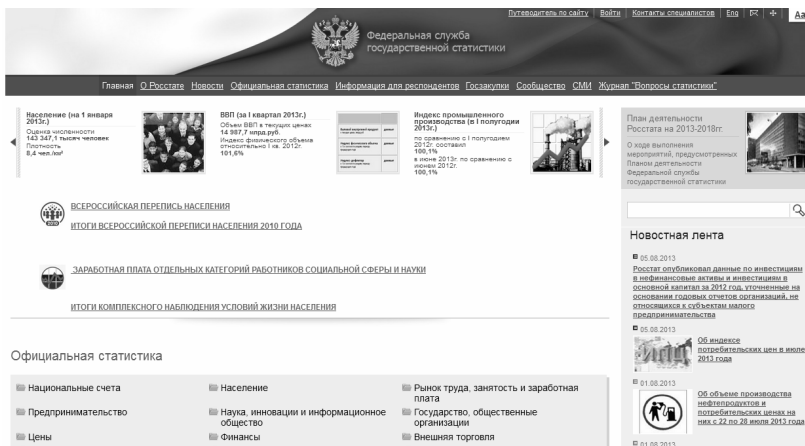 Путеводитель по сайту Войти Контакты специалистов Eng Aa
Федеральная служба
государственной статистики
Главная О Росстате Новости Официальная статистика Информация для респондентов Госзакупки Сообщество СМИ Журнал "Вопросы статистики"
Население (на 1 января
2013г.)
Оценка численности
143 347,1 тысяч человек
Плотность
8,4 чел./км²
ВВП (за I квартал 2013г.)
Объем ВВП в текущих ценах
14 987,7 млрд.руб.
Индекс физического объема
относительно I кв. 2012г.
101,6%
Индекс промышленного
производства (в I полугодии
2013г.)
по сравнению с I полугодием
2012г. составил
100,1%
в июне 2013г. по сравнению с
июнем 2012г.
100,1%
План деятельности
Росстата на 2013-2018гг.
О ходе выполнения
мероприятий, предусмотренных
Планом деятельности
Федеральной службы
государственной статистики
2010
ВСЕРОССИЙСКАЯ ПЕРЕПИСЬ НАСЕЛЕНИЯ
ИТОГИ ВСЕРОССИЙСКОЙ ПЕРЕПИСИ НАСЕЛЕНИЯ 2010 ГОДА
ЗАРАБОТНАЯ ПЛАТА ОТДЕЛЬНЫХ КАТЕГОРИЙ РАБОТНИКОВ СОЦИАЛЬНОЙ СФЕРЫ И НАУКИ
ИТОГИ КОМПЛЕКСНОГО НАБЛЮДЕНИЯ УСЛОВИЙ ЖИЗНИ НАСЕЛЕНИЯ
Официальная статистика
Национальные счета
Население
Рынок труда, занятость и заработная
плата
Предпринимательство
Наука, инновации и информационное
общество
Государство, общественные
организации
Цены
Финансы
Внешняя торговля
Новостная лента
05.08.2013
Росстат опубликовал данные по инвестициям
в нефинансовые активы и инвестициям в
основной капитал за 2012 год, уточненные на
основании годовых отчетов организаций, не
относящихся к субъектам малого
предпринимательства
05.08.2013
Об индексе
потребительских цен в июле
2013 года
01.08.2013
Об объеме производства
нефтепродуктов и
потребительских ценах на
них с 22 по 28 июля 2013 года
01.08.2013